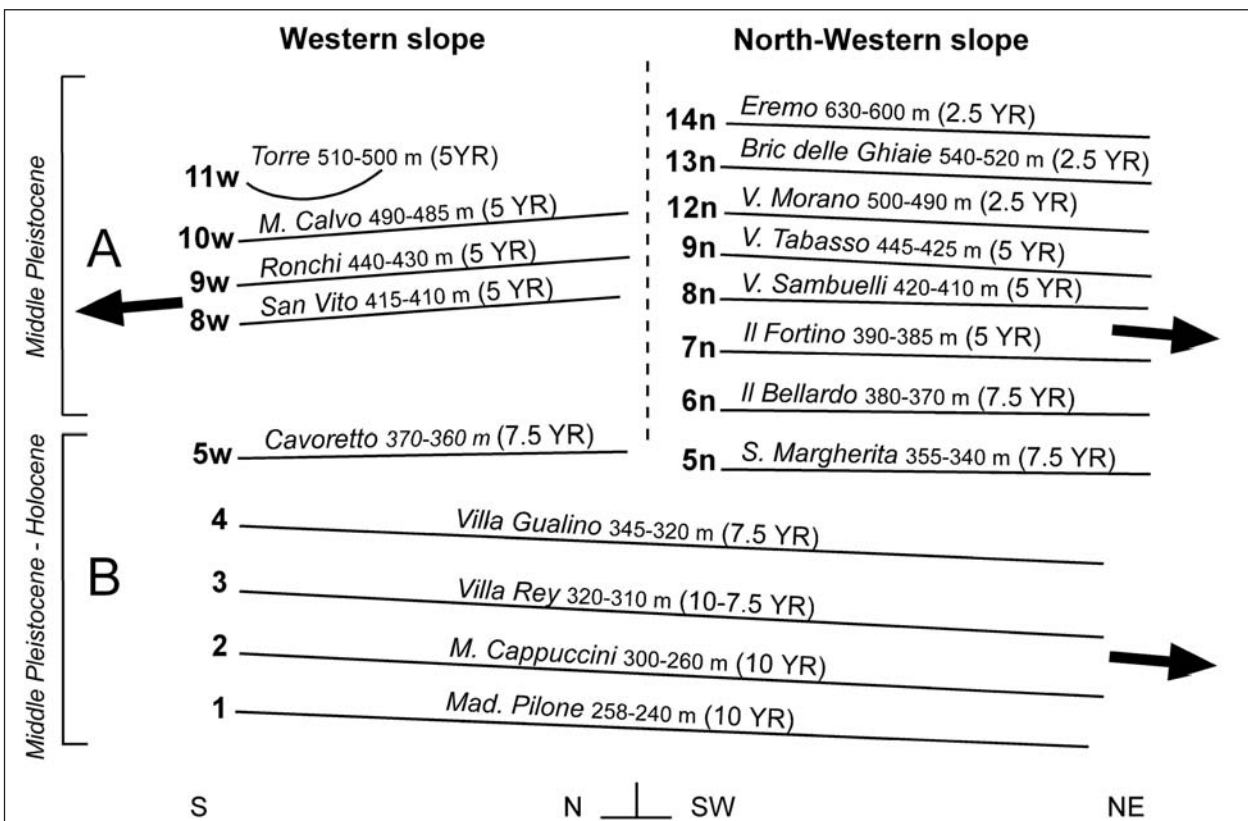 Western slope
North-Western slope
Middle Pleistocene
A
11w Torre 510-500 m (5YR)
10w M. Calvo 490-485 m (5 YR)
9w Ronchi 440-430 m (5 YR)
8w San Vito 415-410 m (5 YR)
14n Eremo 630-600 m (2.5 YR)
13n Bric delle Ghiaie 540-520 m (2.5 YR)
12n V. Morano 500-490 m (2.5 YR)
9n V. Tabasso 445-425 m (5 YR)
8n V. Sambuelli 420-410 m (5 YR)
7n Il Fortino 390-385 m (5 YR)
6n Il Bellardo 380-370 m (7.5 YR)
Middle Pleistocene - Holocene
B
5w Cavoretto 370-360 m (7.5 YR)
5n S. Margherita 355-340 m (7.5 YR)
4 Villa Gualino 345-320 m (7.5 YR)
3 Villa Rey 320-310 m (10-7.5 YR)
2 M. Cappuccini 300-260 m (10 YR)
1 Mad. Pilone 258-240 m (10 YR)
S N SW NE